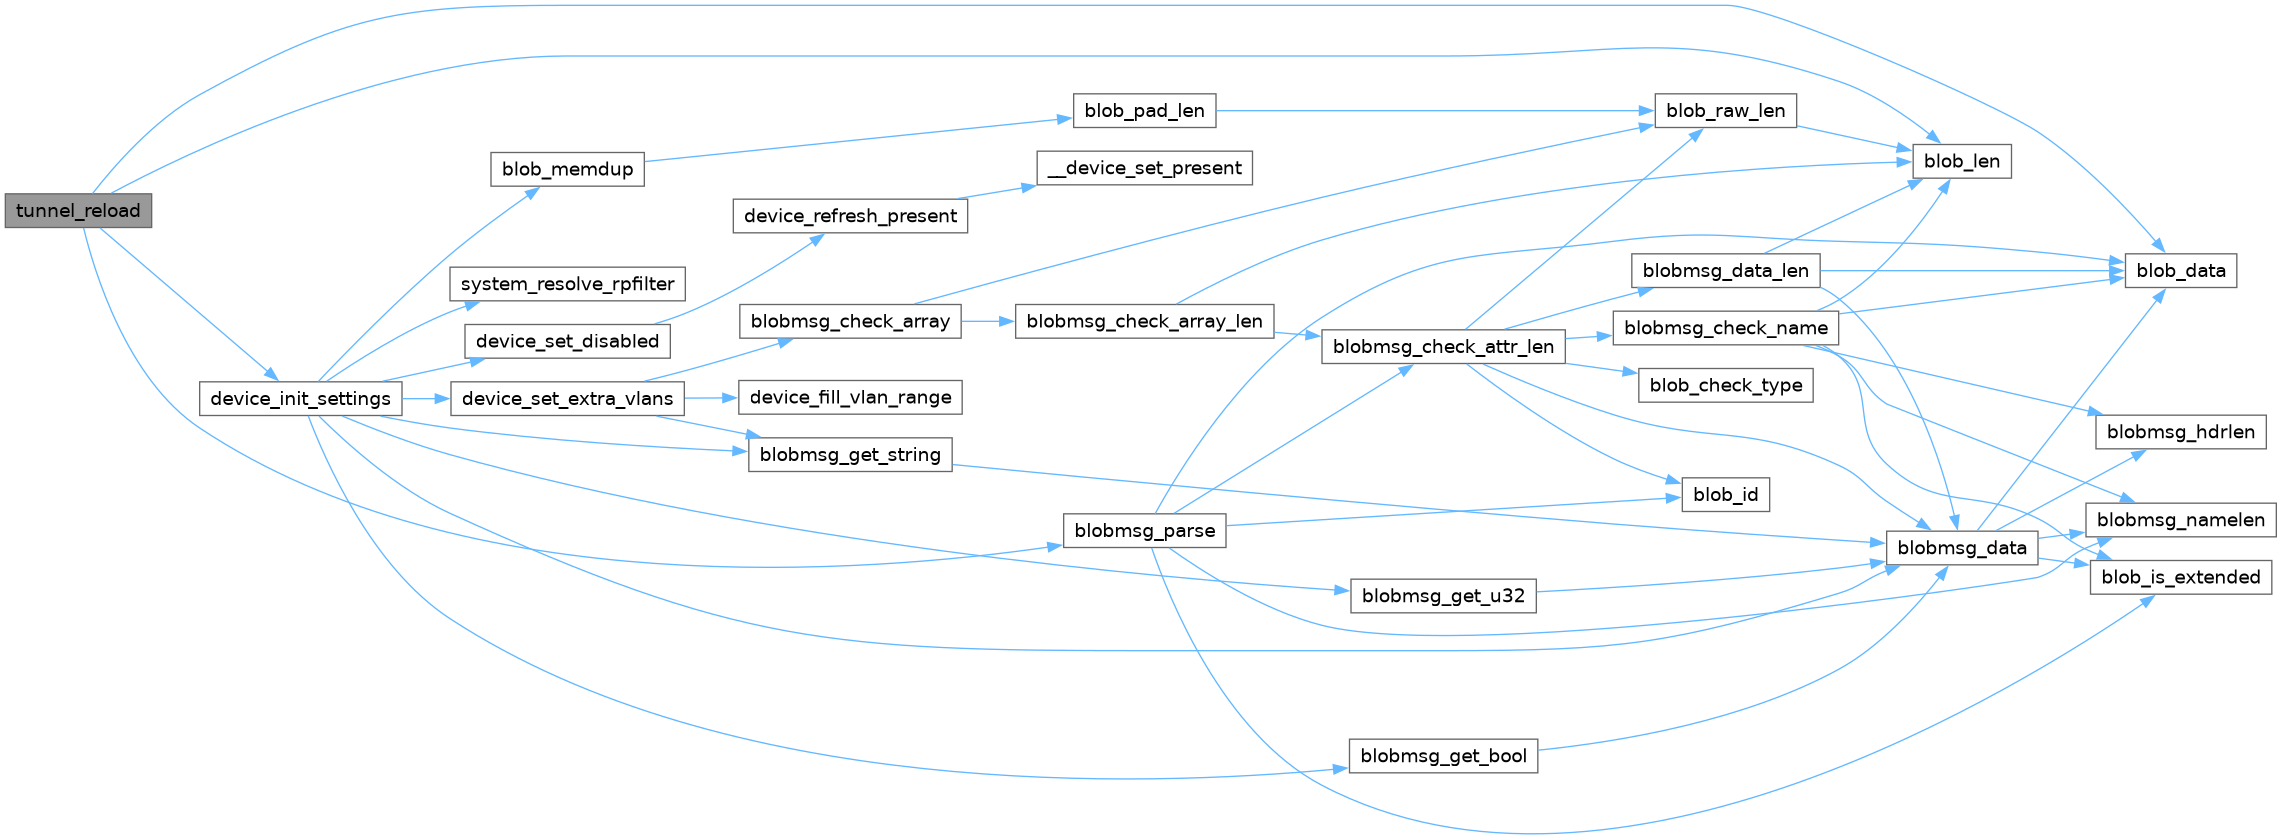 tunnel_reload
device_init_settings
blob_memdup
system_resolve_rpfilter
device_set_disabled
device_set_extra_vlans
device_refresh_present
blobmsg_check_array
device_fill_vlan_range
blobmsg_get_string
blob_pad_len
__device_set_present
blobmsg_check_array_len
blobmsg_parse
blobmsg_check_attr_len
blobmsg_get_u32
blobmsg_get_bool
blob_raw_len
blobmsg_data_len
blobmsg_check_name
blob_check_type
blob_id
blob_len
blobmsg_data
blob_data
blobmsg_hdrlen
blobmsg_namelen
blob_is_extended